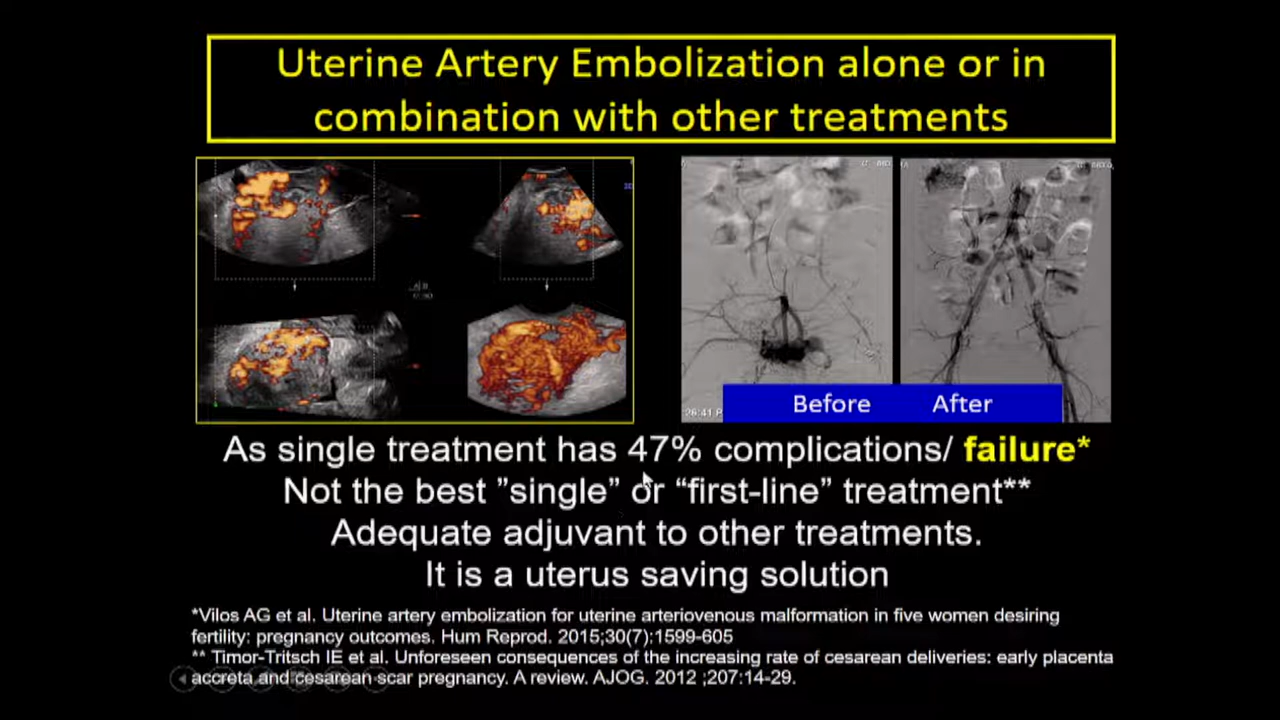 Uterine Artery Embolization alone or in
combination with other treatments
Before After
As single treatment has 47% complications/ failure*
Not the best ”single” or “first-line” treatment**
Adequate adjuvant to other treatments.
It is a uterus saving solution
*Vilos AG et al. Uterine artery embolization for uterine arteriovenous malformation in five women desiring
fertility: pregnancy outcomes. Hum Reprod. 2015;30(7):1599-605
** Timor-Tritsch IE et al. Unforeseen consequences of the increasing rate of cesarean deliveries: early placenta
accreta and cesarean scar pregnancy. A review. AJOG. 2012 ;207:14-29.